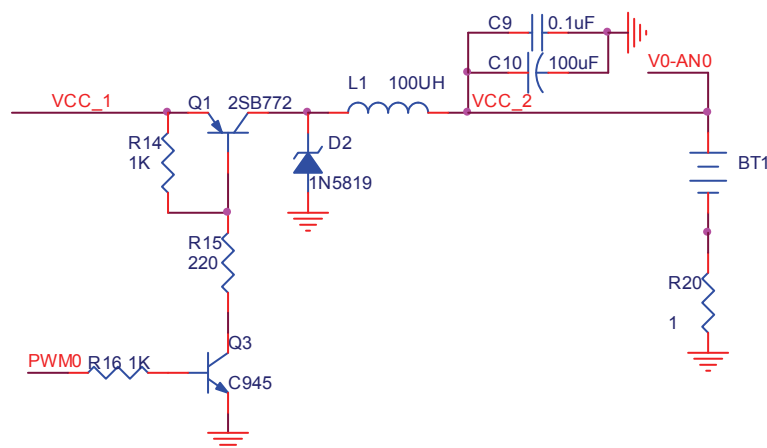 C9 0.1uF
C10 100uF
V0-AN0
L1 100UH
VCC_1
Q1 2SB772
VCC_2
R14
1K
D2
1N5819
BT1
R15
220
R20
1
Q3
PWM0
R16 1K
C945